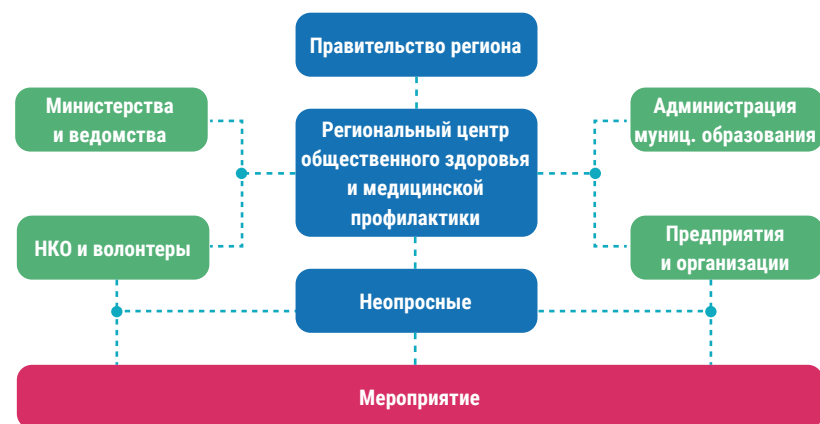 Правительство региона
Министерства
и ведомства
Региональный центр
общественного здоровья
и медицинской
профилактики
Администрация
муниц. образования
НКО и волонтеры
Предприятия
и организации
Неопросные
Мероприятие